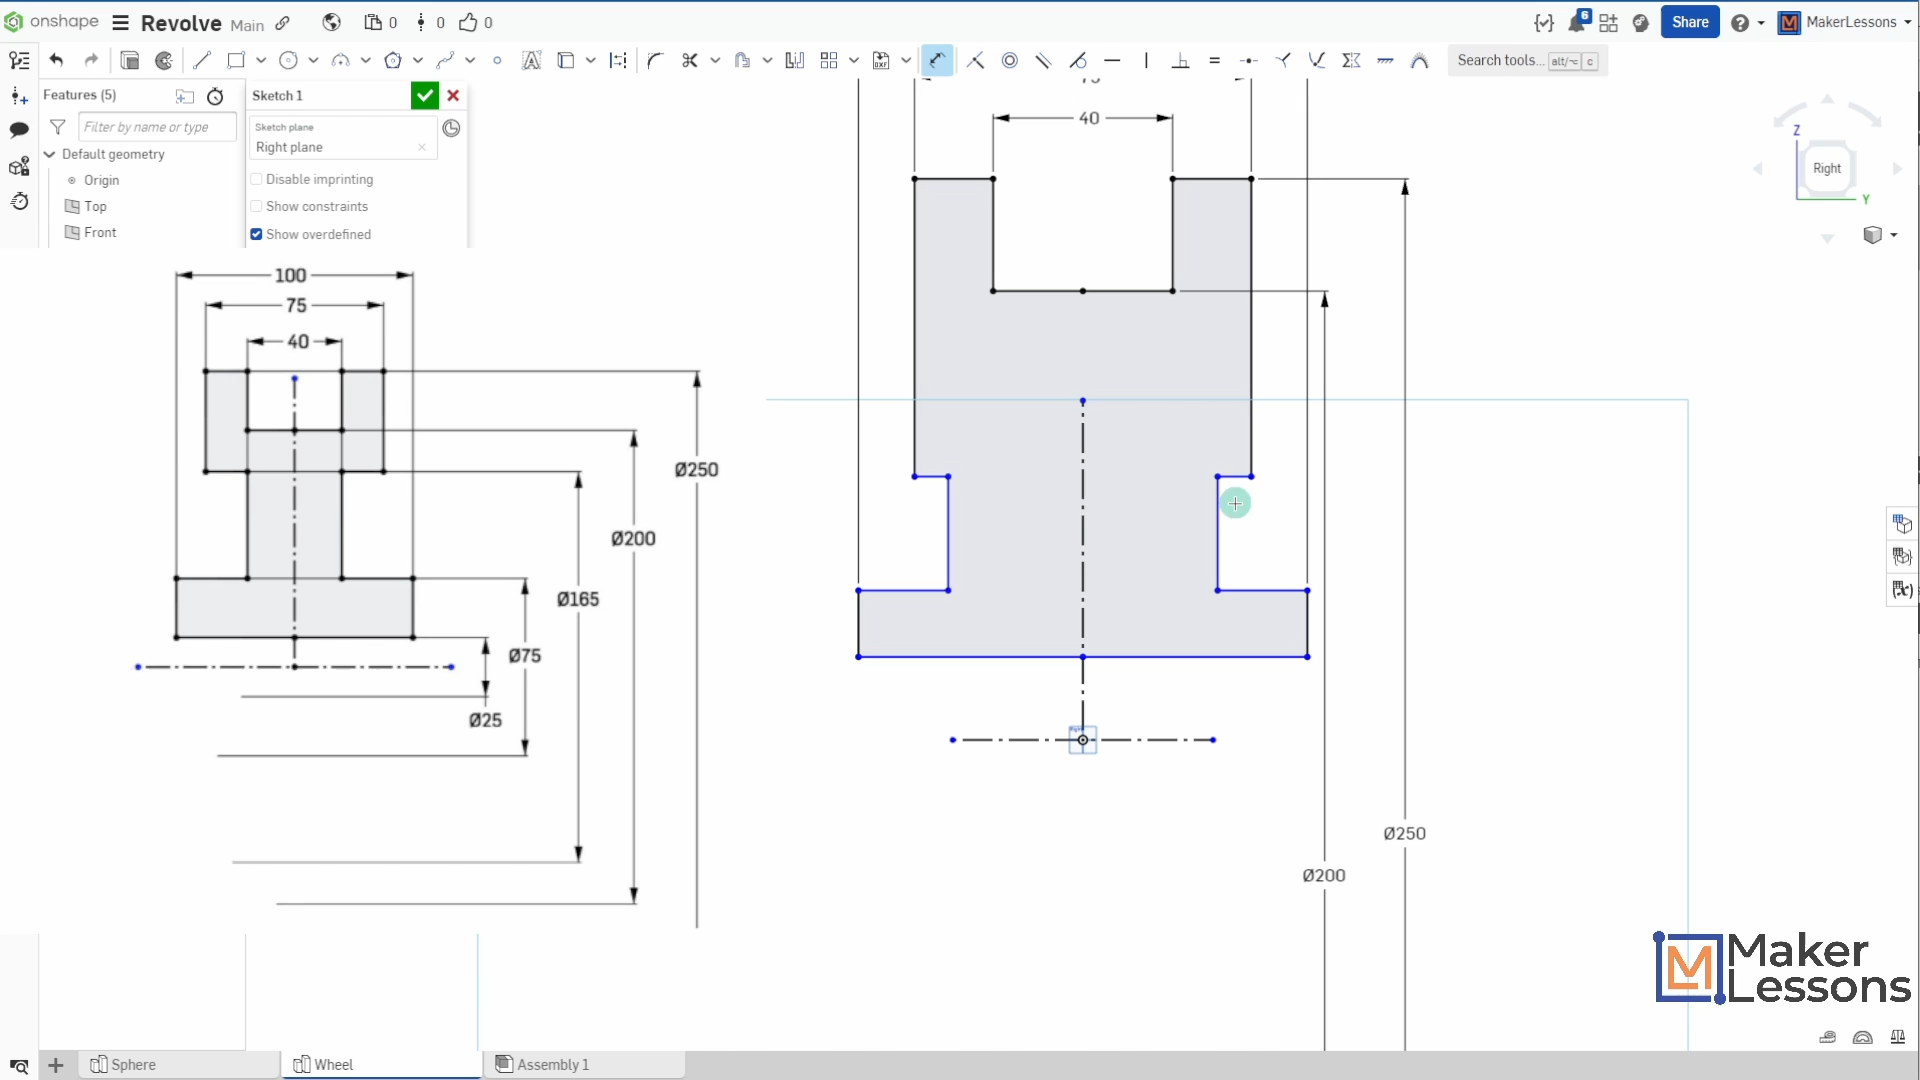 onshape Revolve Main 0 0 0
6 Share MakerLessons
Search tools... alt/⌥ c
Features (5)
Filter by name or type
Default geometry
Origin
Top
Front
Sketch 1
Sketch plane
Right plane
Disable imprinting
Show constraints
Show overdefined
100
75
40
Ø250
Ø200
Ø165
Ø75
Ø25
40
Ø250
Ø200
Z
Right
Y
Maker
Lessons
Sphere
Wheel
Assembly 1